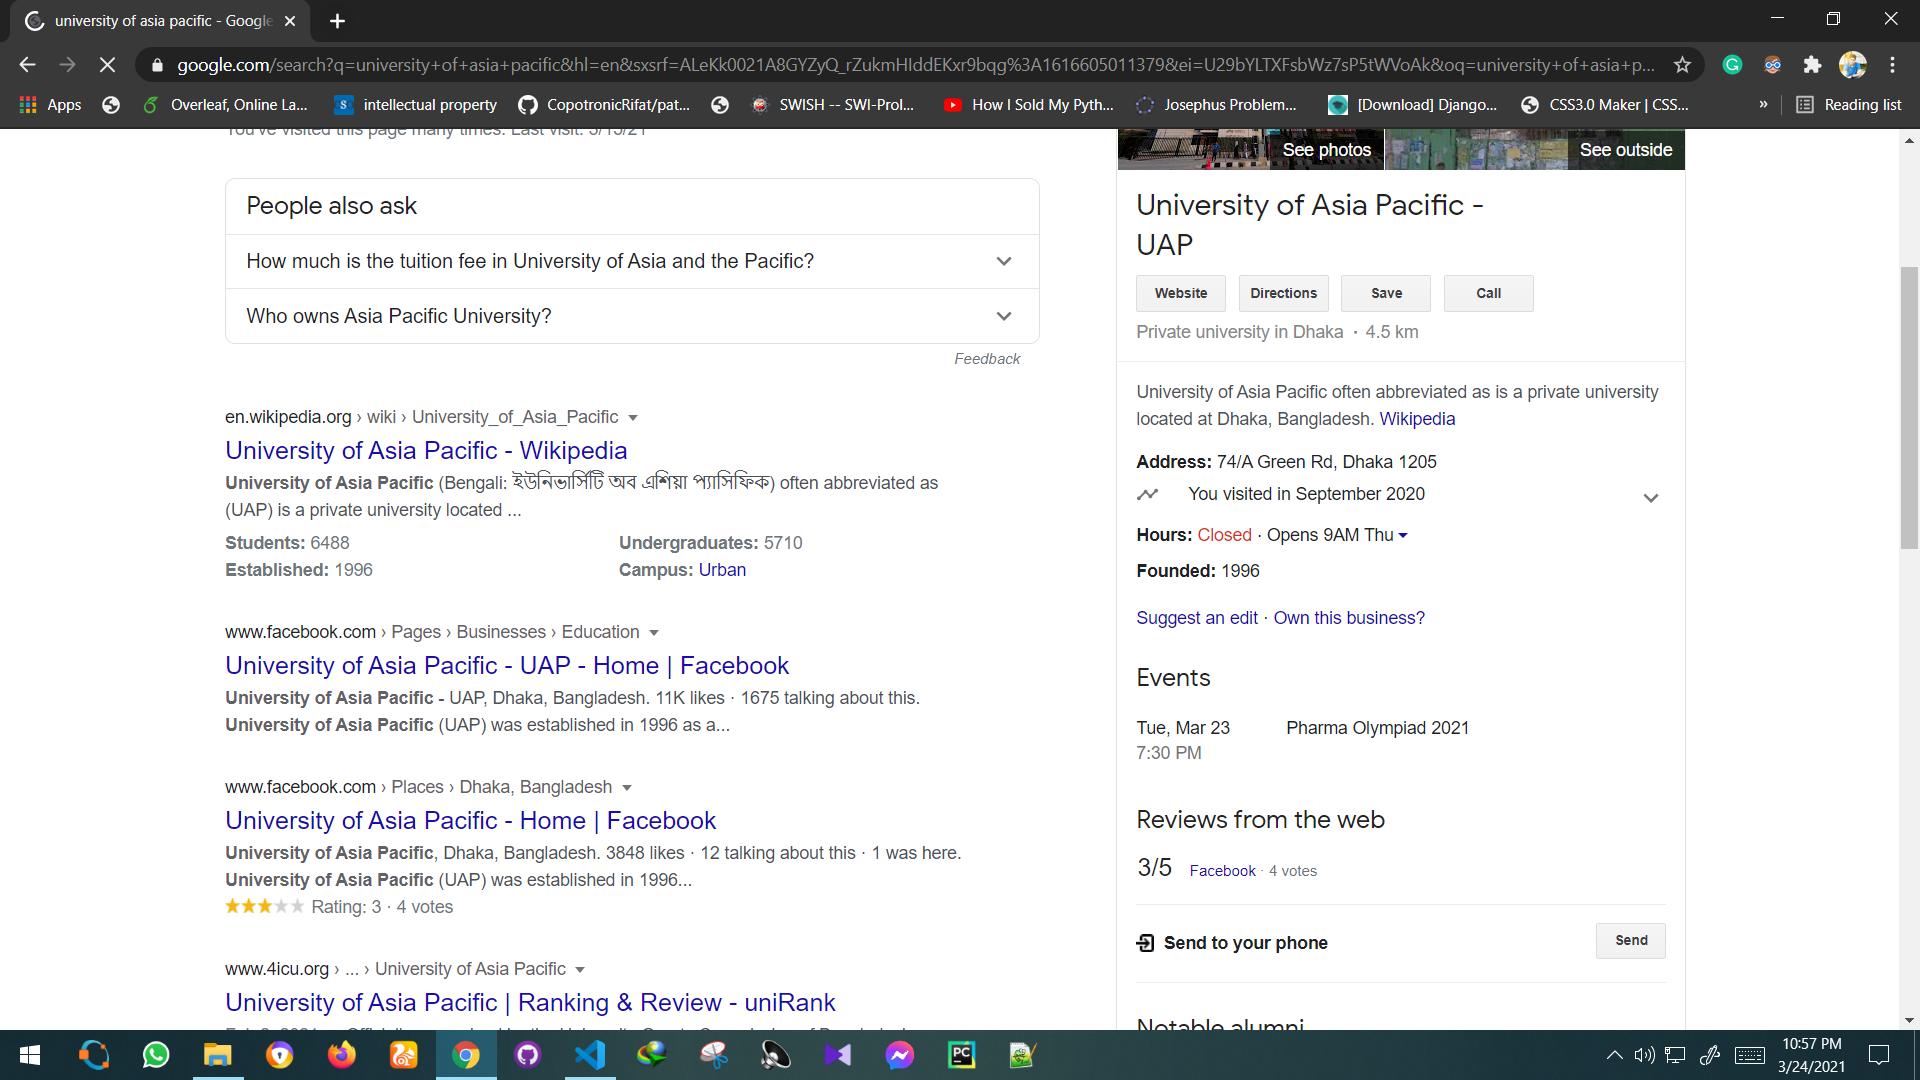 university of asia pacific - Google
google.com/search?q=university+of+asia+pacific&hl=en&sxsrf=ALeKk0021A8GYZyQ_rZukmHIddEKxr9bqg%3A1616605011379&ei=U29bYLTXFsbWz7sP5tWVoAk&oq=university+of+asia+p...
Apps
Overleaf, Online La...
S intellectual property
CopotronicRifat/pat...
SWISH -- SWI-Prol...
How I Sold My Pyth...
Josephus Problem...
[Download] Django...
CSS3.0 Maker | CSS...
»
Reading list
You've visited this page many times. Last visit: 3/15/21
People also ask
How much is the tuition fee in University of Asia and the Pacific?
Who owns Asia Pacific University?
Feedback
en.wikipedia.org › wiki › University_of_Asia_Pacific
University of Asia Pacific - Wikipedia
University of Asia Pacific (Bengali: ইউনিভার্সিটি অব এশিয়া প্যাসিফিক) often abbreviated as
(UAP) is a private university located ...
Students: 6488 Undergraduates: 5710
Established: 1996 Campus: Urban
www.facebook.com › Pages › Businesses › Education
University of Asia Pacific - UAP - Home | Facebook
University of Asia Pacific - UAP, Dhaka, Bangladesh. 11K likes · 1675 talking about this.
University of Asia Pacific (UAP) was established in 1996 as a...
www.facebook.com › Places › Dhaka, Bangladesh
University of Asia Pacific - Home | Facebook
University of Asia Pacific, Dhaka, Bangladesh. 3848 likes · 12 talking about this · 1 was here.
University of Asia Pacific (UAP) was established in 1996...
Rating: 3 · 4 votes
www.4icu.org › ... › University of Asia Pacific
University of Asia Pacific | Ranking & Review - uniRank
See photos
See outside
University of Asia Pacific -
UAP
Website Directions Save Call
Private university in Dhaka · 4.5 km
University of Asia Pacific often abbreviated as is a private university
located at Dhaka, Bangladesh. Wikipedia
Address: 74/A Green Rd, Dhaka 1205
You visited in September 2020
Hours: Closed · Opens 9AM Thu
Founded: 1996
Suggest an edit · Own this business?
Events
Tue, Mar 23 Pharma Olympiad 2021
7:30 PM
Reviews from the web
3/5 Facebook · 4 votes
Send to your phone Send
Notable alumni
PC
10:57 PM
3/24/2021